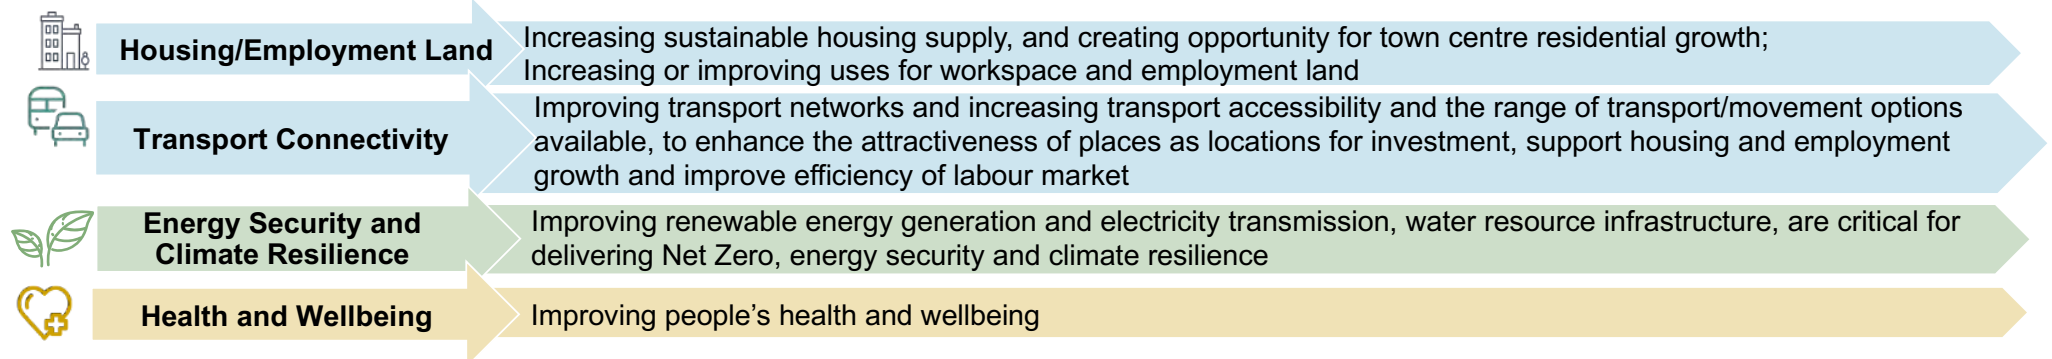 Housing/Employment Land
Increasing sustainable housing supply, and creating opportunity for town centre residential growth;
Increasing or improving uses for workspace and employment land
Transport Connectivity
Improving transport networks and increasing transport accessibility and the range of transport/movement options
available, to enhance the attractiveness of places as locations for investment, support housing and employment
growth and improve efficiency of labour market
Energy Security and
Climate Resilience
Improving renewable energy generation and electricity transmission, water resource infrastructure, are critical for
delivering Net Zero, energy security and climate resilience
Health and Wellbeing
Improving people’s health and wellbeing